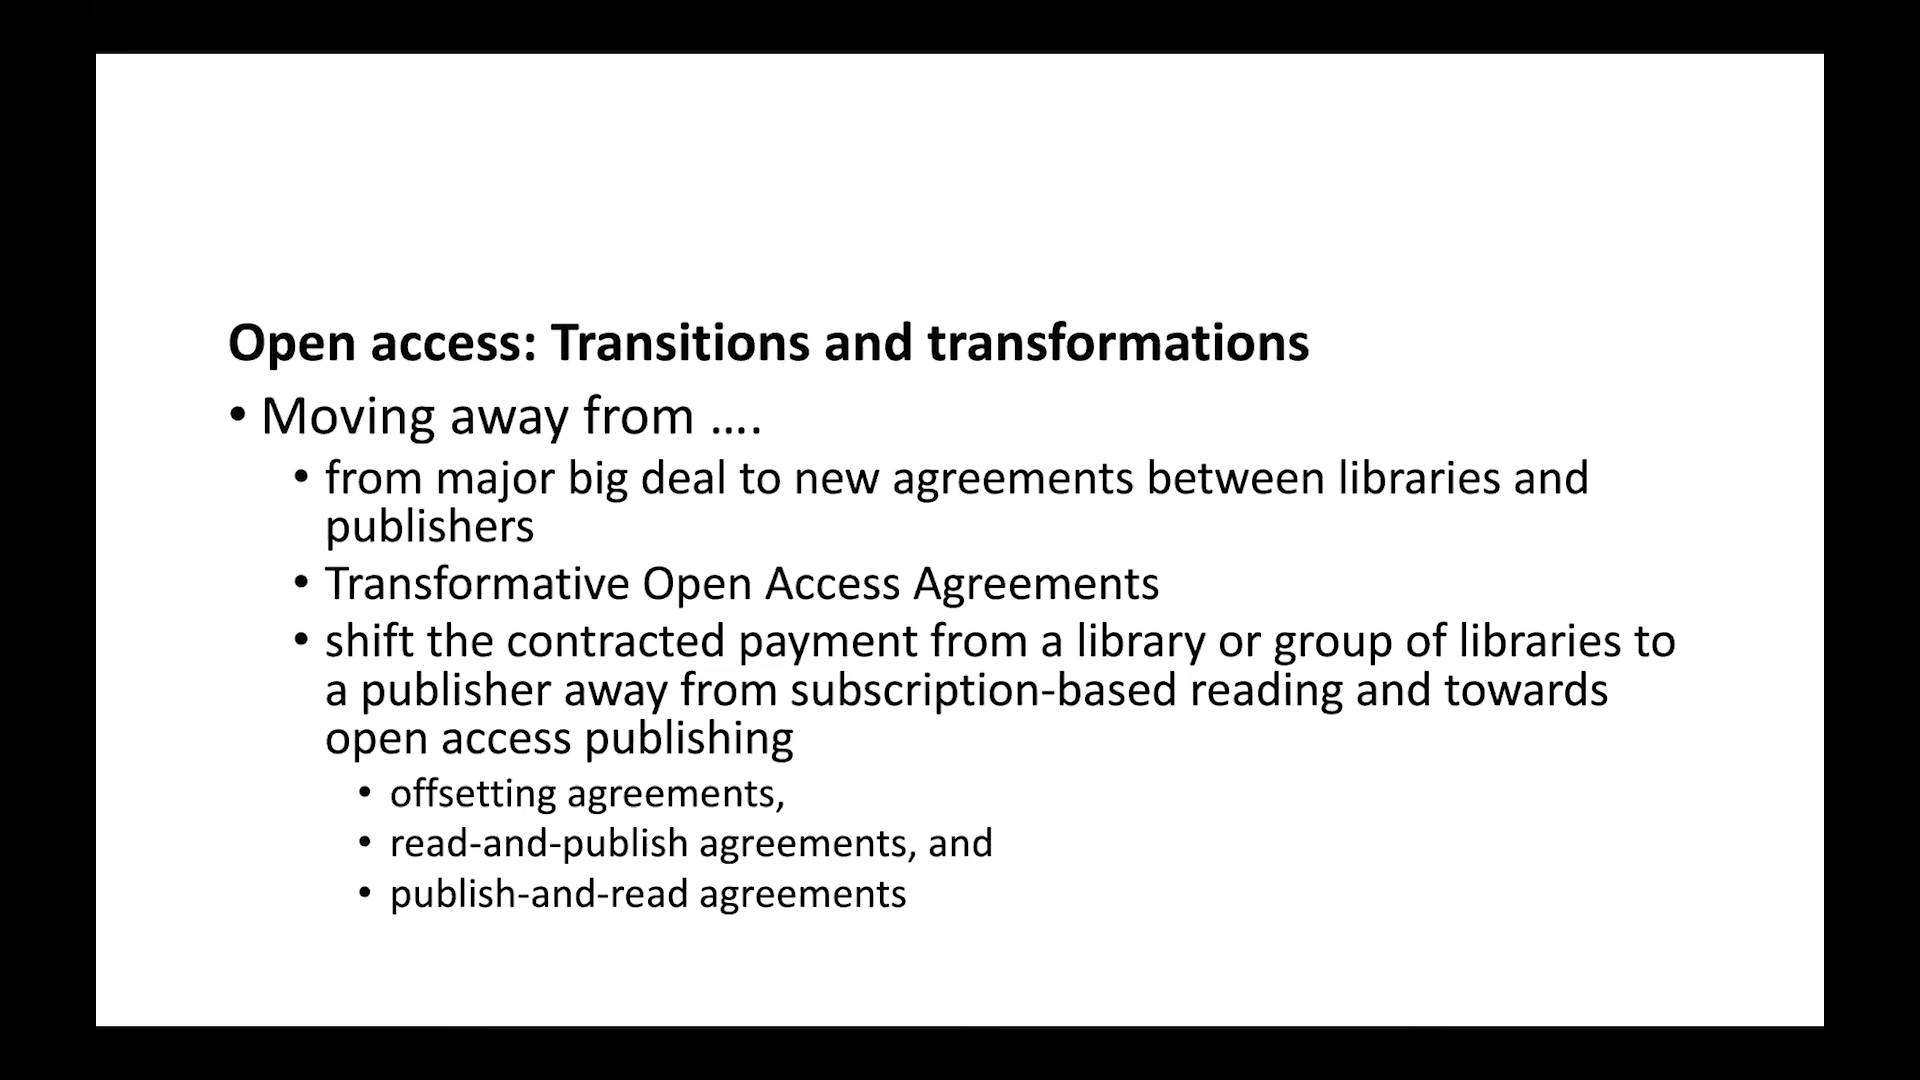 Open access: Transitions and transformations
• Moving away from ....
• from major big deal to new agreements between libraries and
publishers
• Transformative Open Access Agreements
• shift the contracted payment from a library or group of libraries to
a publisher away from subscription-based reading and towards
open access publishing
• offsetting agreements,
• read-and-publish agreements, and
• publish-and-read agreements